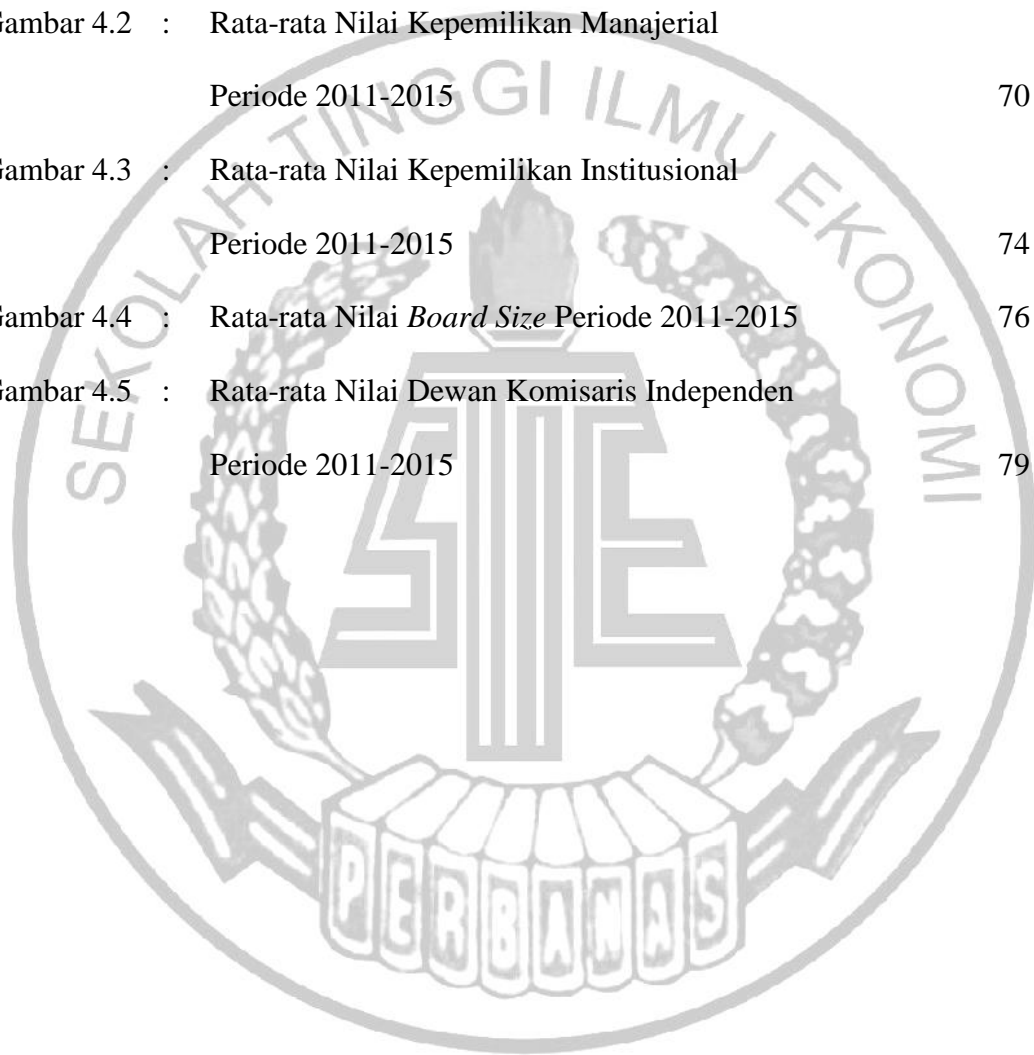 Gambar 4.2 : Rata-rata Nilai Kepemilikan Manajerial
Periode 2011-2015 70
Gambar 4.3 : Rata-rata Nilai Kepemilikan Institusional
Periode 2011-2015 74
Gambar 4.4 : Rata-rata Nilai Board Size Periode 2011-2015 76
Gambar 4.5 : Rata-rata Nilai Dewan Komisaris Independen
Periode 2011-2015 79
SEKOLAH TINGGI ILMU EKONOMI
STIE
PERBANAS